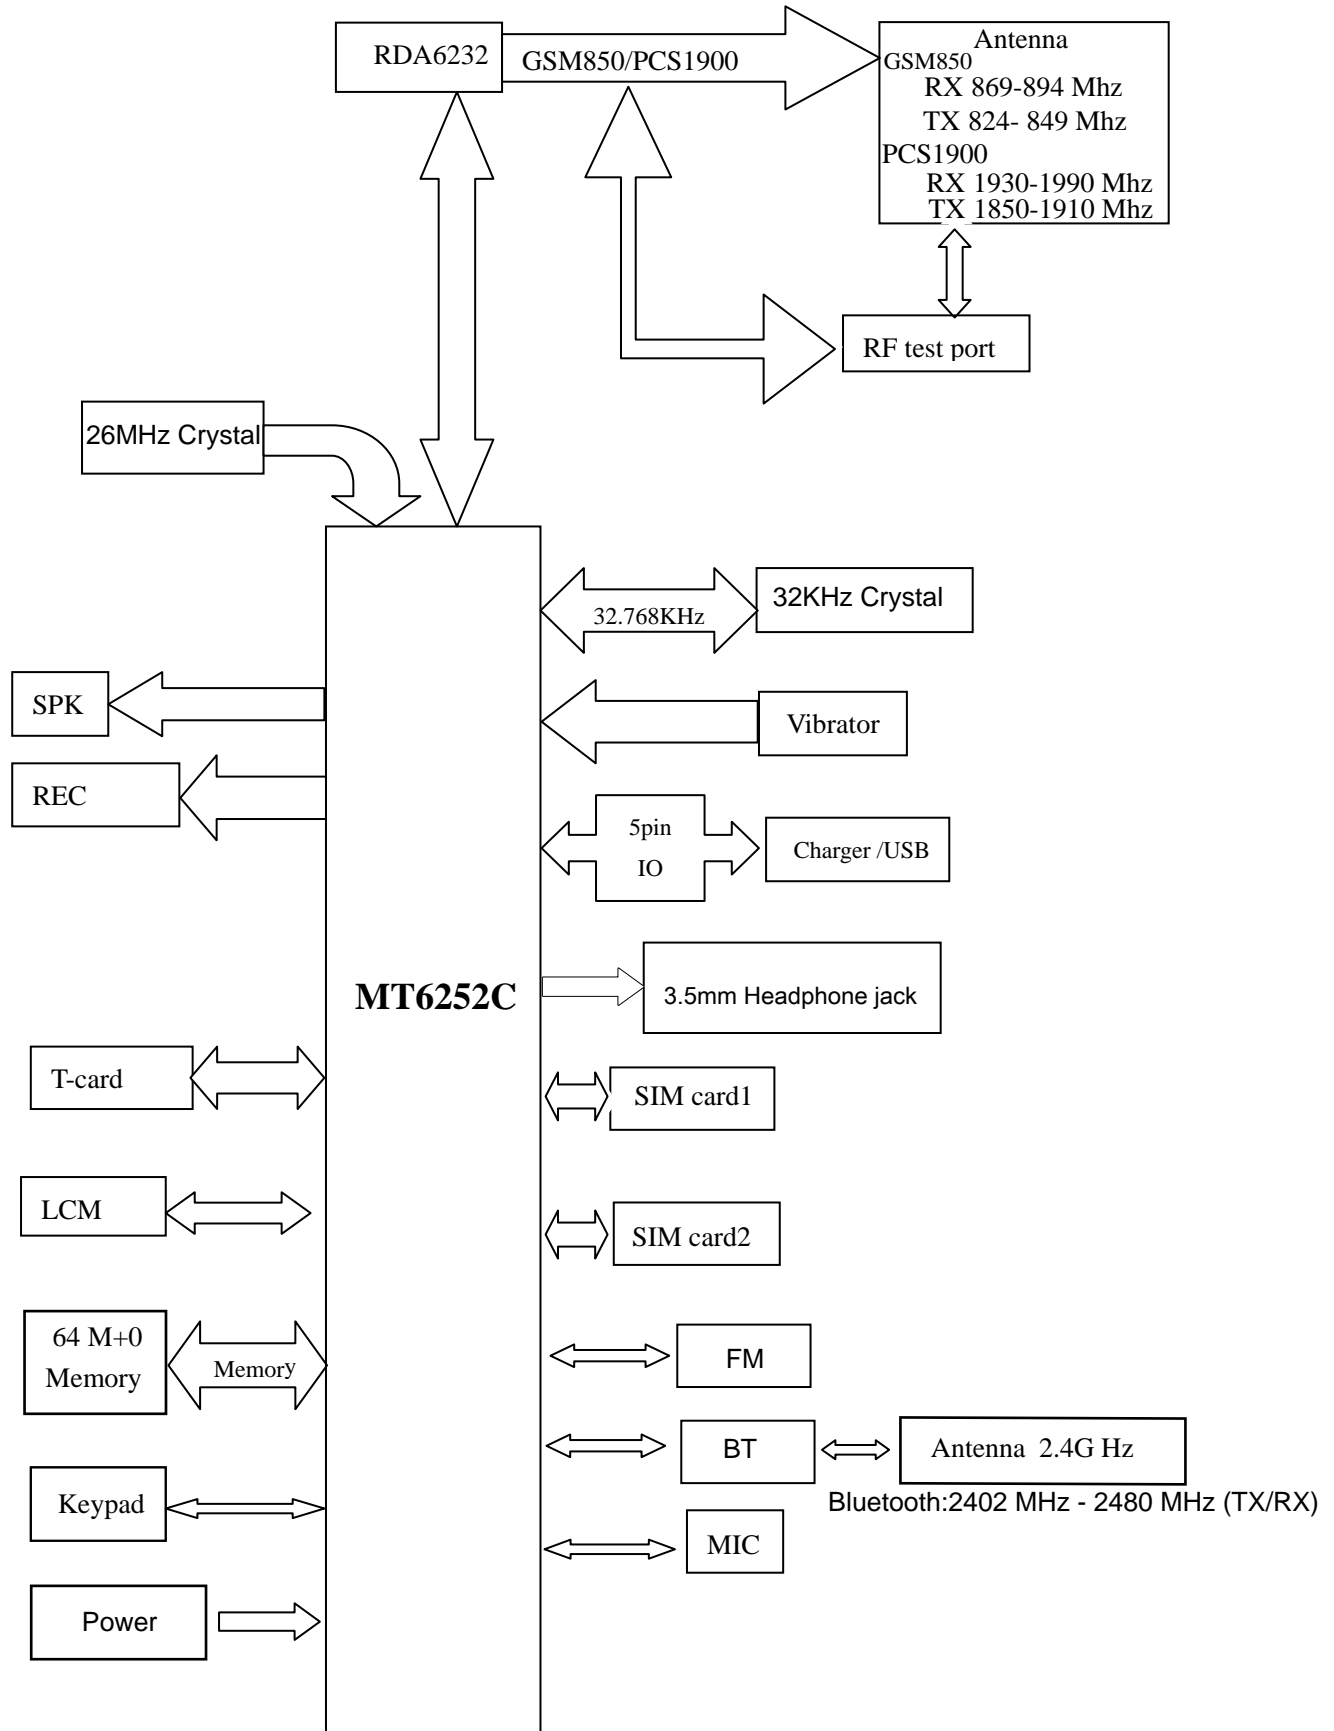 RDA6232
GSM850/PCS1900
Antenna
GSM850
RX 869-894 Mhz
TX 824- 849 Mhz
PCS1900
RX 1930-1990 Mhz
TX 1850-1910 Mhz
RF test port
26MHz Crystal
32.768KHz
32KHz Crystal
SPK
Vibrator
REC
5pin
IO
Charger /USB
MT6252C
3.5mm Headphone jack
T-card
SIM card1
LCM
SIM card2
64 M+0
Memory
Memory
FM
BT
Antenna 2.4G Hz
Bluetooth:2402 MHz - 2480 MHz (TX/RX)
Keypad
MIC
Power